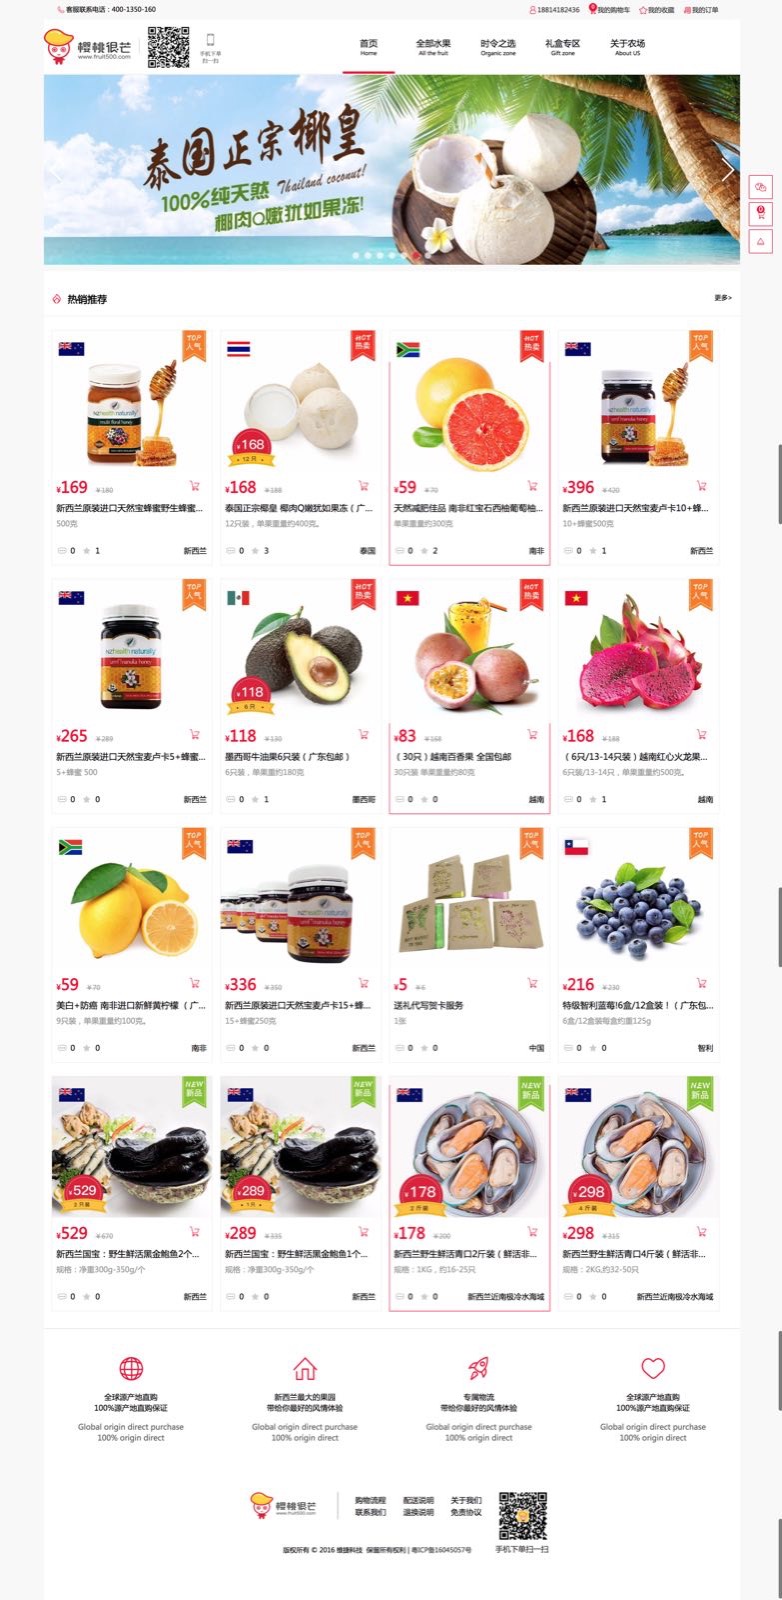 客服联系电话：400-1350-160
18814182436 0 我的购物车 我的收藏 我的订单
樱桃很芒
www.fruit500.com
手机下单
扫一扫
首页 全部水果 时令之选 礼盒专区 关于农场
Home All the fruit Organic zone Gift zone About US
泰国正宗椰皇
100%纯天然 Thailand coconut!
椰肉Q嫩犹如果冻!
0
热销推荐 更多>
TOP 人气
HOT 热卖
HOT 热卖
TOP 人气
NZhealth naturally
multi floral honey
¥168
12 只
NZhealth naturally
umf manuka honey
¥169 ¥180
¥168 ¥188
¥59 ¥70
¥396 ¥420
新西兰原装进口天然宝蜂蜜野生蜂蜜...
泰国正宗椰皇 椰肉Q嫩犹如果冻（广...
天然减肥佳品 南非红宝石西柚葡萄柚...
新西兰原装进口天然宝麦卢卡10+蜂...
500克
12只装，单果重量约400克。
单果重量约300克
10+蜂蜜500克
0 1 新西兰
0 3 泰国
0 2 南非
0 1 新西兰
TOP 人气
HOT 热卖
HOT 热卖
TOP 人气
NZhealth naturally
umf manuka honey
¥118
6 只
¥265 ¥289
¥118 ¥130
¥83 ¥168
¥168 ¥188
新西兰原装进口天然宝麦卢卡5+蜂蜜...
墨西哥牛油果6只装（广东包邮）
（30只）越南百香果 全国包邮
（6只/13-14只装）越南红心火龙果...
5+蜂蜜 500
6只装，单果重量约180克
30只装 单果重量约80克
6只装/13-14只，单果重量约500克。
0 0 新西兰
0 1 墨西哥
0 0 越南
0 1 越南
TOP 人气
TOP 人气
TOP 人气
TOP 人气
NZhealth naturally
umf manuka honey
¥59 ¥70
¥336 ¥350
¥5 ¥6
¥216 ¥230
美白+防癌 南非进口新鲜黄柠檬 （ 广...
新西兰原装进口天然宝麦卢卡15+蜂...
送礼代写贺卡服务
特级智利蓝莓!6盒/12盒装！（ 广东包...
9只装，单果重量约100克。
15+蜂蜜250克
1张
6盒/12盒装每盒约重125g
0 0 南非
0 0 新西兰
0 0 中国
0 0 智利
NEW 新品
NEW 新品
NEW 新品
NEW 新品
¥529
2 只装
¥289
1 只
¥178
2 斤装
¥298
4 斤装
¥529 ¥670
¥289 ¥335
¥178 ¥200
¥298 ¥315
新西兰国宝：野生鲜活黑金鲍鱼2个...
新西兰国宝：野生鲜活黑金鲍鱼1个...
新西兰野生鲜活青口2斤装（鲜活非...
新西兰野生鲜活青口4斤装（鲜活非...
规格：净重300g-350g/个
规格：净重300g-350g/个
规格：1KG，约16-25只
规格：2KG,约32-50只
0 0 新西兰
0 0 新西兰
0 0 新西兰近南极冷水海域
0 0 新西兰近南极冷水海域
全球源产地直购
100%源产地直购保证
Global origin direct purchase
100% origin direct
新西兰最大的果园
带给你最好的风情体验
Global origin direct purchase
100% origin direct
专属物流
带给你最好的风情体验
Global origin direct purchase
100% origin direct
全球源产地直购
100%源产地直购保证
Global origin direct purchase
100% origin direct
樱桃很芒
www.fruit500.com
购物流程 配送说明 关于我们
联系我们 退换说明 免责协议
手机下单扫一扫
版权所有 © 2016 维捷科技 保留所有权利 | 粤ICP备16045057号